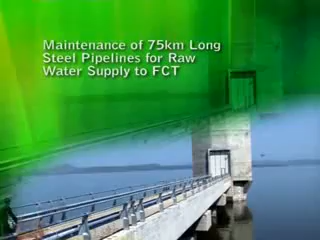 Maintenance of 75km Long
Steel Pipelines for Raw
Water Supply to FCT